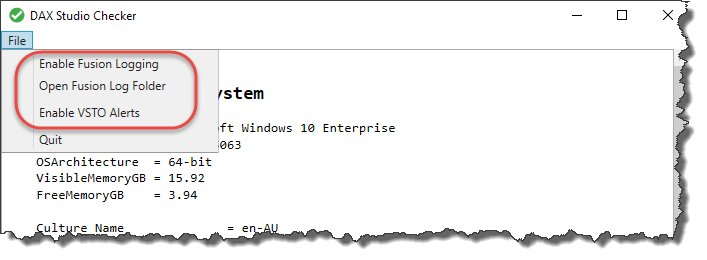 DAX Studio Checker
File
Enable Fusion Logging
Open Fusion Log Folder
ystem
Enable VSTO Alerts
oft Windows 10 Enterprise
Quit
063
OSArchitecture = 64-bit
VisibleMemoryGB = 15.92
FreeMemoryGB = 3.94
Culture Name = en-AU